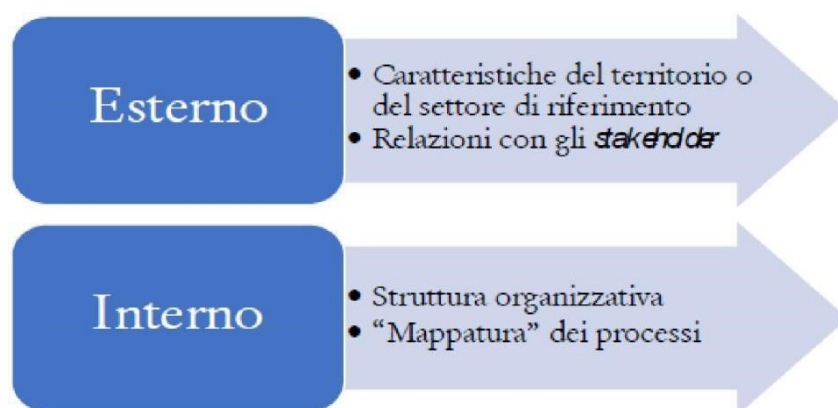 Esterno
• Caratteristiche del territorio o
del settore di riferimento
• Relazioni con gli stakeholder
Interno
• Struttura organizzativa
• “Mappatura” dei processi